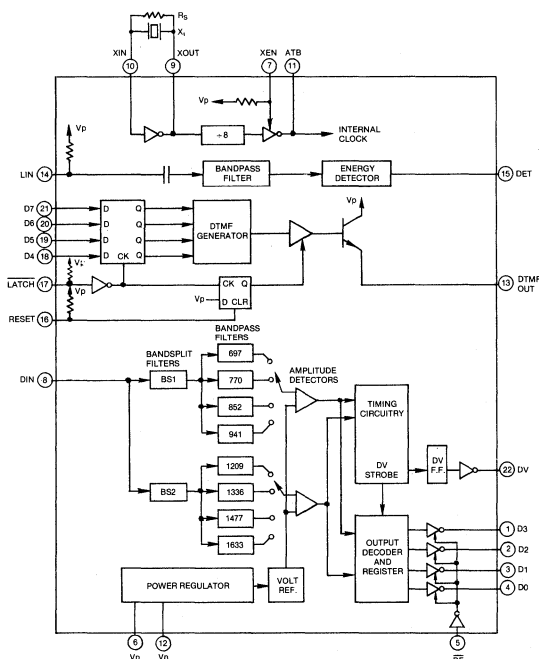 RS
X1
XIN XOUT XEN ATB
10 9 7 11
Vp
÷8
INTERNAL CLOCK
Vp
LIN 14
BANDPASS FILTER
ENERGY DETECTOR
15 DET
D7 21 D Q
D6 20 D Q
D5 19 D Q
D4 18 D Q
CK
DTMF GENERATOR
Vp
13 DTMF OUT
LATCH 17
Vp
CK Q
Vp D CLR
RESET 16
BANDPASS FILTERS
BANDSPLIT FILTERS
DIN 8
BS1
697
770
852
941
AMPLITUDE DETECTORS
TIMING CIRCUITRY
DV STROBE
DV F.F.
22 DV
BS2
1209
1336
1477
1633
OUTPUT DECODER AND REGISTER
1 D3
2 D2
3 D1
4 D0
POWER REGULATOR
VOLT REF.
6 12 5
Vp Vp